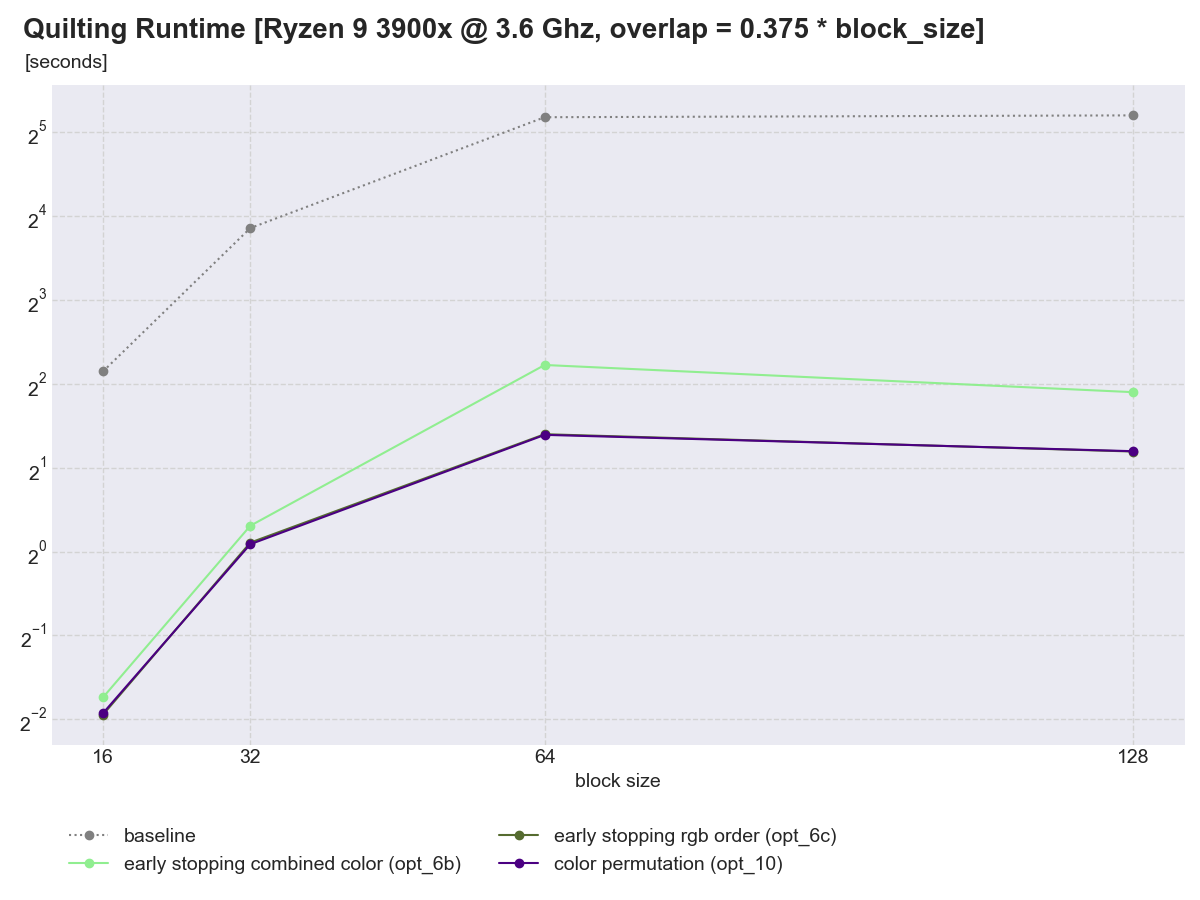 Quilting Runtime [Ryzen 9 3900x @ 3.6 Ghz, overlap = 0.375 * block_size]
[seconds]
2^5
2^4
2^3
2^2
2^1
2^0
2^−1
2^−2
16 32 64 128
block size
baseline
early stopping combined color (opt_6b)
early stopping rgb order (opt_6c)
color permutation (opt_10)